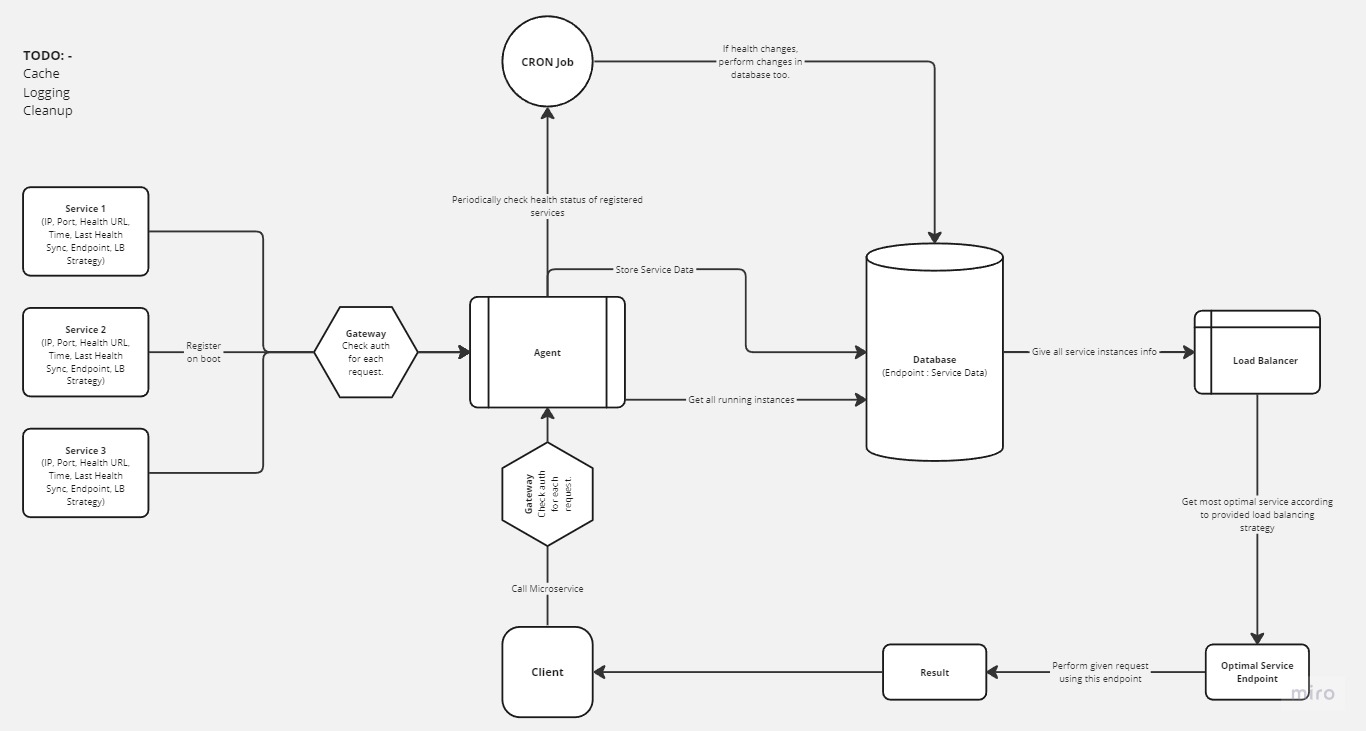 TODO: -
Cache
Logging
Cleanup
CRON Job
If health changes,
perform changes in
database too.
Periodically check health status of registered
services
Service 1
(IP, Port, Health URL,
Time, Last Health
Sync, Endpoint, LB
Strategy)
Service 2
(IP, Port, Health URL,
Time, Last Health
Sync, Endpoint, LB
Strategy)
Service 3
(IP, Port, Health URL,
Time, Last Health
Sync, Endpoint, LB
Strategy)
Register
on boot
Gateway
Check auth
for each
request.
Agent
Store Service Data
Get all running instances
Database
(Endpoint : Service Data)
Give all service instances info
Load Balancer
Gateway
Check auth
for each
request.
Call Microservice
Client
Get most optimal service according
to provided load balancing
strategy
Optimal Service
Endpoint
Perform given request
using this endpoint
Result
miro